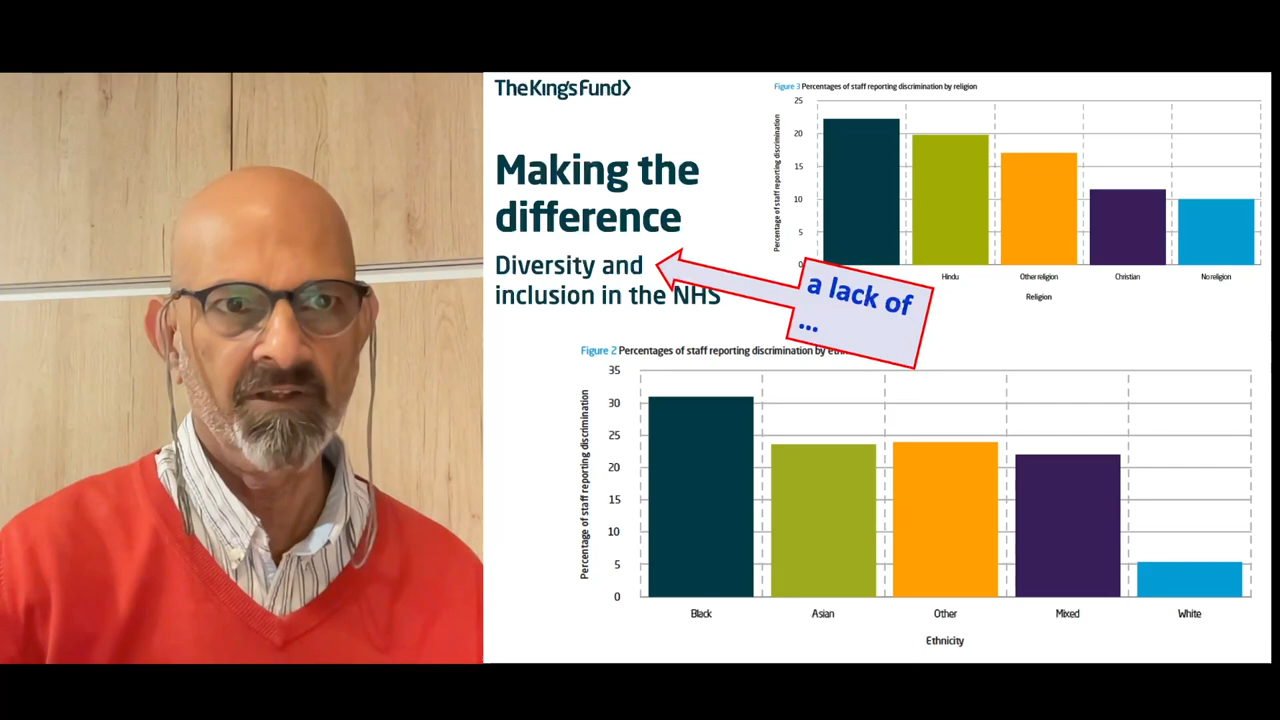 TheKing'sFund>
Making the
difference
Diversity and
inclusion in the NHS
a lack of
...
Figure 3 Percentages of staff reporting discrimination by religion
Percentage of staff reporting discrimination
25
20
15
10
5
0
Hindu
Other religion
Christian
No religion
Religion
Figure 2 Percentages of staff reporting discrimination by
Percentage of staff reporting discrimination
35
30
25
20
15
10
5
0
Black
Asian
Other
Mixed
White
Ethnicity